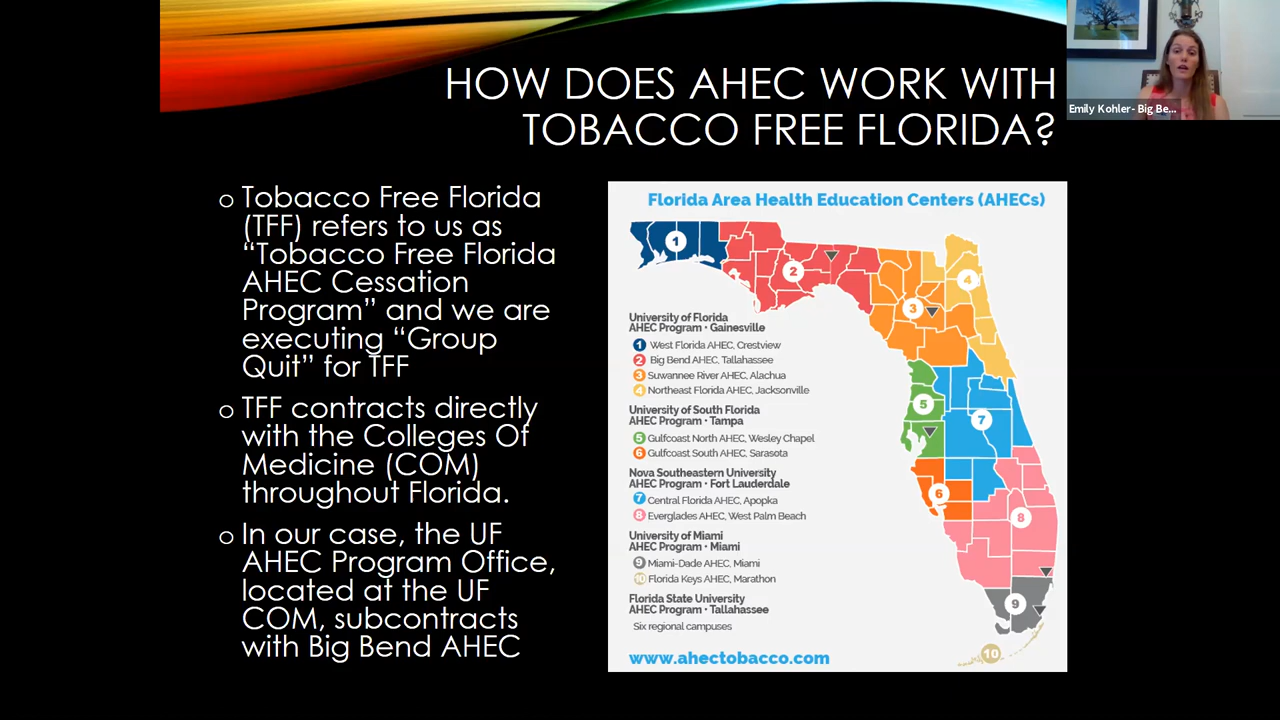 HOW DOES AHEC WORK WITH
TOBACCO FREE FLORIDA?
Emily Kohler- Big Be...
o Tobacco Free Florida
(TFF) refers to us as
“Tobacco Free Florida
AHEC Cessation
Program” and we are
executing “Group
Quit” for TFF
o TFF contracts directly
with the Colleges Of
Medicine (COM)
throughout Florida.
o In our case, the UF
AHEC Program Office,
located at the UF
COM, subcontracts
with Big Bend AHEC
Florida Area Health Education Centers (AHECs)
1
2
3
4
5
6
7
8
9
10
University of Florida
AHEC Program • Gainesville
1 West Florida AHEC, Crestview
2 Big Bend AHEC, Tallahassee
3 Suwannee River AHEC, Alachua
4 Northeast Florida AHEC, Jacksonville
University of South Florida
AHEC Program • Tampa
5 Gulfcoast North AHEC, Wesley Chapel
6 Gulfcoast South AHEC, Sarasota
Nova Southeastern University
AHEC Program • Fort Lauderdale
7 Central Florida AHEC, Apopka
8 Everglades AHEC, West Palm Beach
University of Miami
AHEC Program • Miami
9 Miami-Dade AHEC, Miami
10 Florida Keys AHEC, Marathon
Florida State University
AHEC Program • Tallahassee
Six regional campuses
www.ahectobacco.com